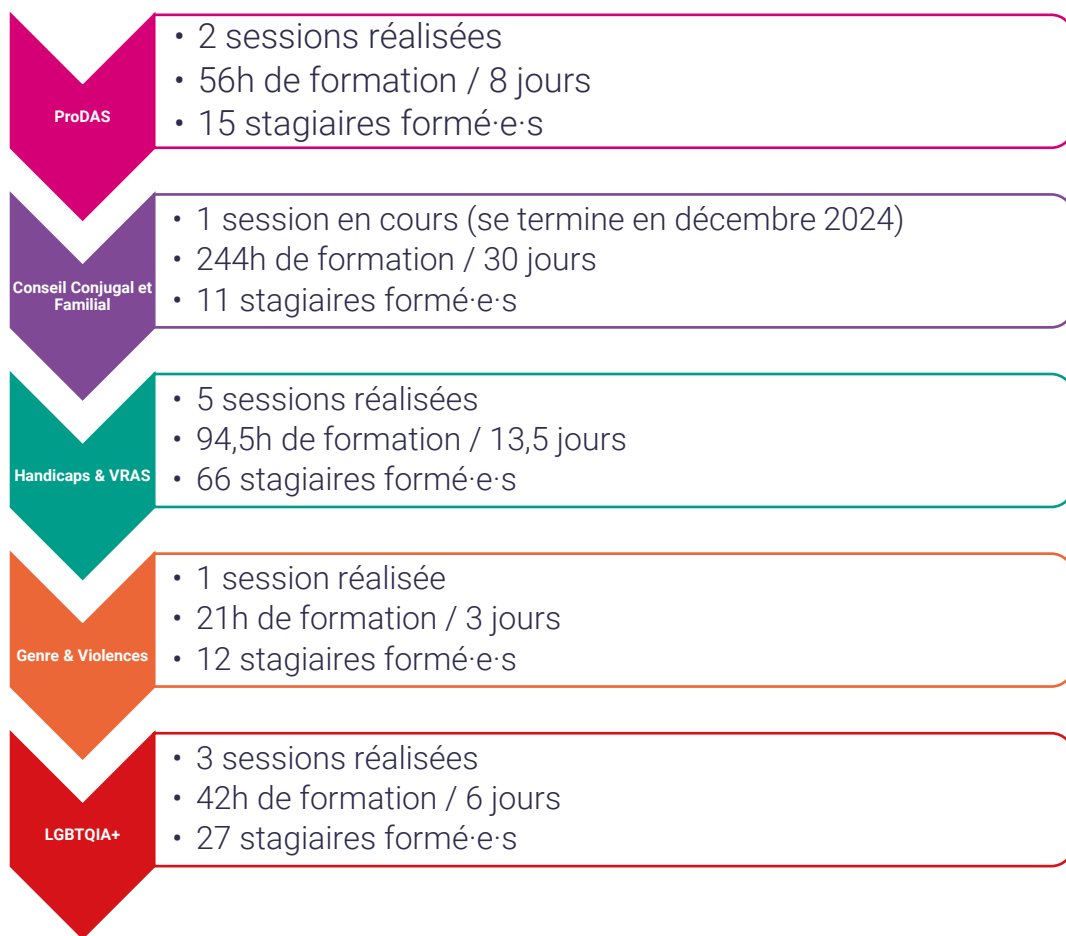 ProDAS
• 2 sessions réalisées
• 56h de formation / 8 jours
• 15 stagiaires formé·e·s
Conseil Conjugal et
Familial
• 1 session en cours (se termine en décembre 2024)
• 244h de formation / 30 jours
• 11 stagiaires formé·e·s
Handicaps & VRAS
• 5 sessions réalisées
• 94,5h de formation / 13,5 jours
• 66 stagiaires formé·e·s
Genre & Violences
• 1 session réalisée
• 21h de formation / 3 jours
• 12 stagiaires formé·e·s
LGBTQIA+
• 3 sessions réalisées
• 42h de formation / 6 jours
• 27 stagiaires formé·e·s